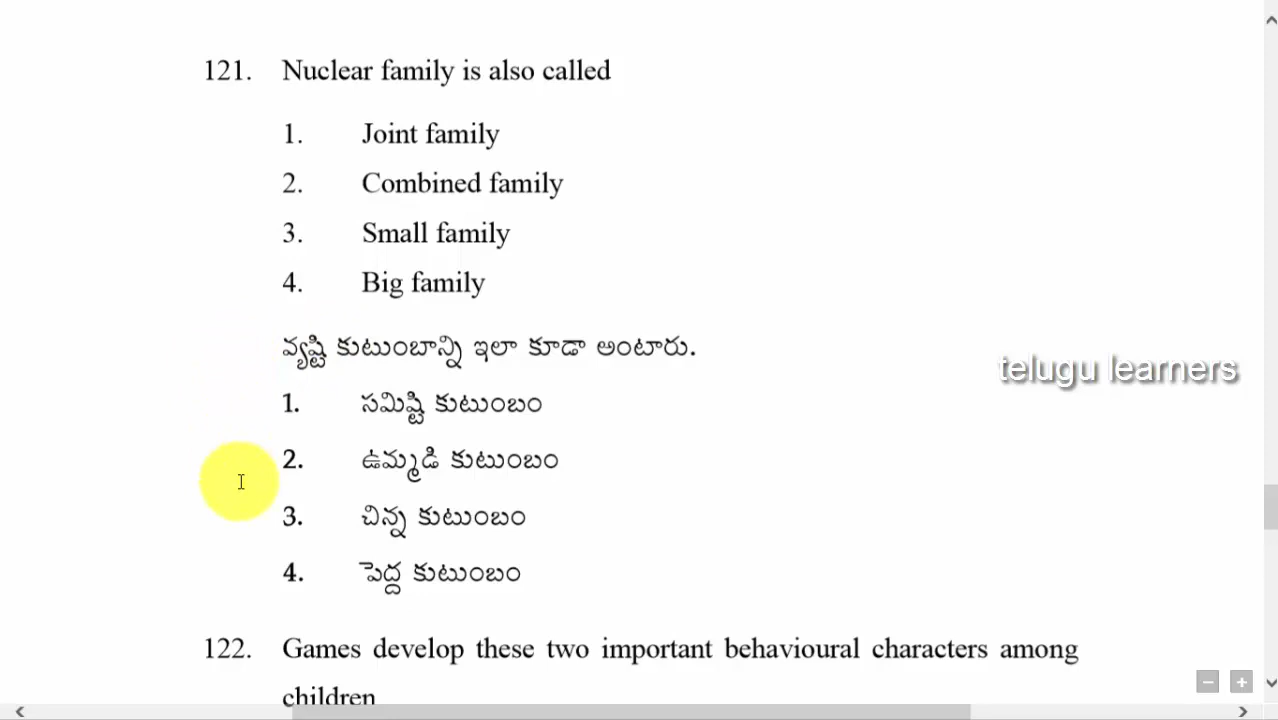 121. Nuclear family is also called
1. Joint family
2. Combined family
3. Small family
4. Big family
వ్యష్టి కుటుంబాన్ని ఇలా కూడా అంటారు.
telugu learners
1. సమిష్టి కుటుంబం
2. ఉమ్మడి కుటుంబం
3. చిన్న కుటుంబం
4. పెద్ద కుటుంబం
122. Games develop these two important behavioural characters among
children